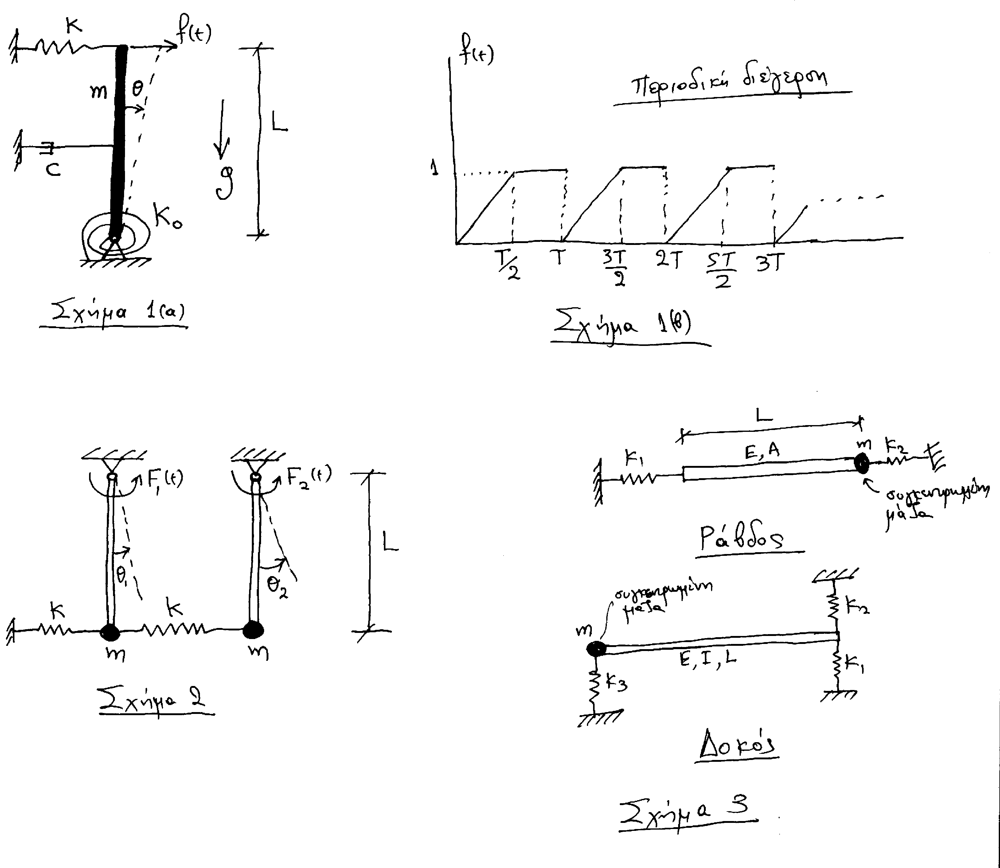 K
f(t)
m
θ
L
c
g
K₀
Σχήμα 1(α)
f(t)
Περιοδική διέγερση
1
T/2
T
3T/2
2T
5T/2
3T
Σχήμα 1(β)
F₁(t)
F₂(t)
L
θ₁
θ₂
K
K
m
m
Σχήμα 2
L
K₁
E, A
m
K₂
συγκεντρωμένη
μάζα
Ράβδος
συγκεντρωμένη
μάζα
m
K₂
E, I, L
K₁
K₃
Δοκός
Σχήμα 3